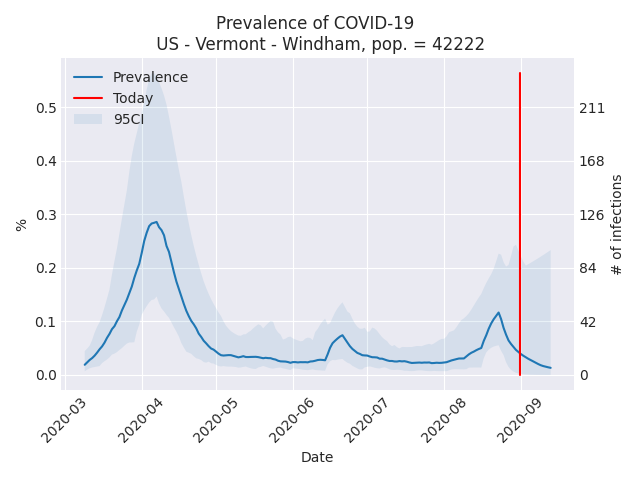 Prevalence of COVID-19
US - Vermont - Windham, pop. = 42222
Prevalence
Today
95CI
0.5
0.4
0.3
0.2
0.1
0.0
%
211
168
126
84
42
0
# of infections
2020-03
2020-04
2020-05
2020-06
2020-07
2020-08
2020-09
Date